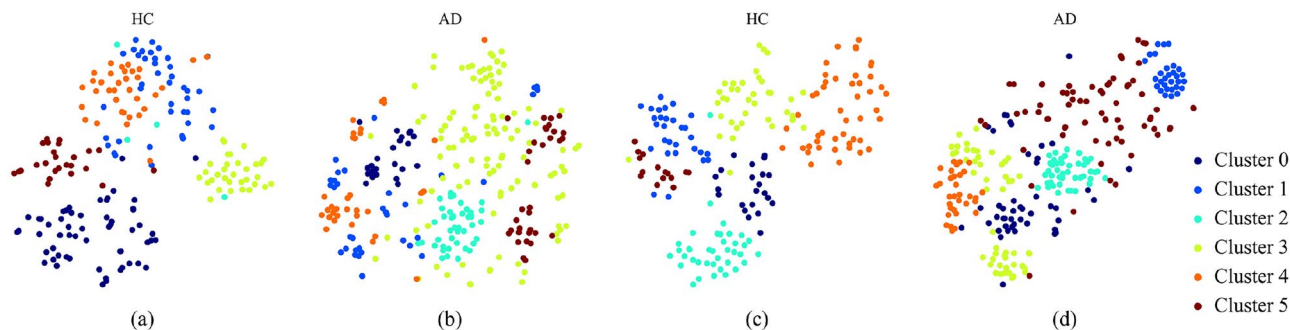 HC
AD
HC
AD
Cluster 0
Cluster 1
Cluster 2
Cluster 3
Cluster 4
Cluster 5
(a)
(b)
(c)
(d)